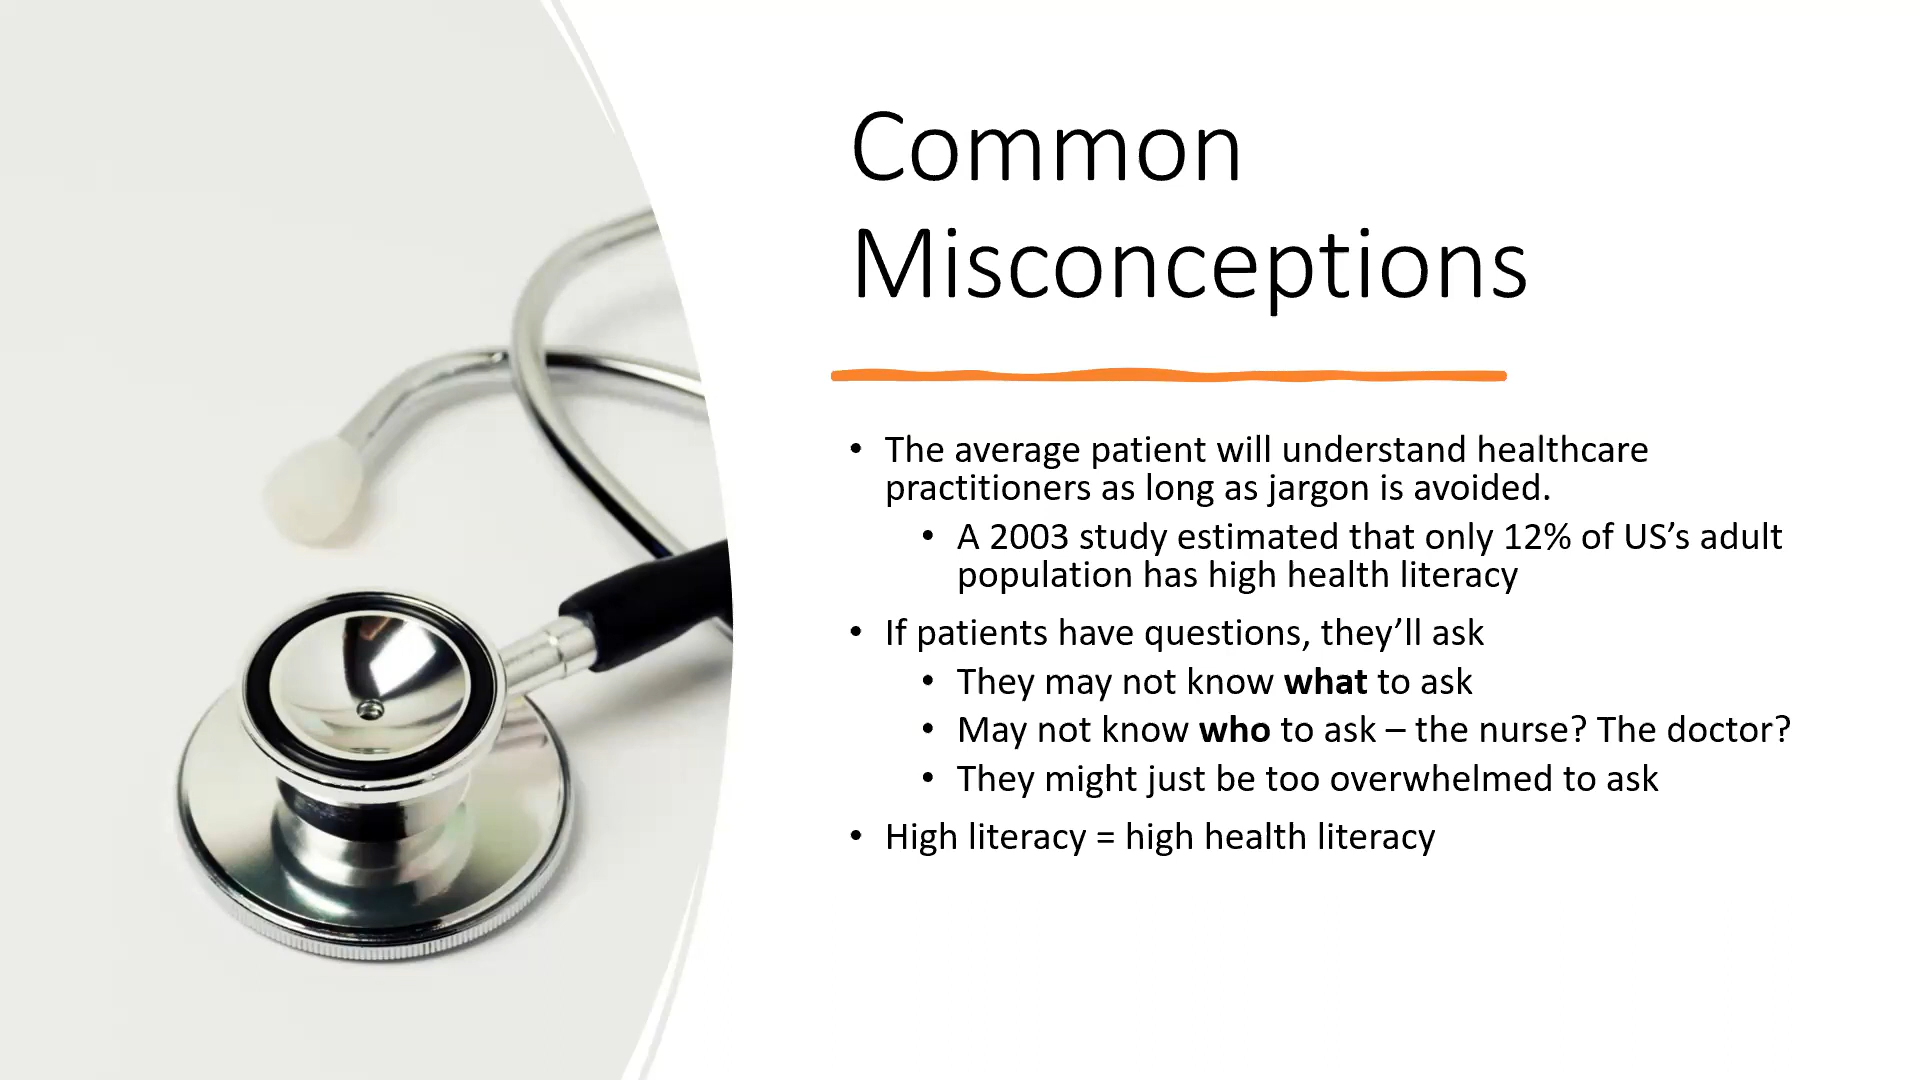 Common
Misconceptions
• The average patient will understand healthcare
practitioners as long as jargon is avoided.
• A 2003 study estimated that only 12% of US’s adult
population has high health literacy
• If patients have questions, they’ll ask
• They may not know what to ask
• May not know who to ask – the nurse? The doctor?
• They might just be too overwhelmed to ask
• High literacy = high health literacy